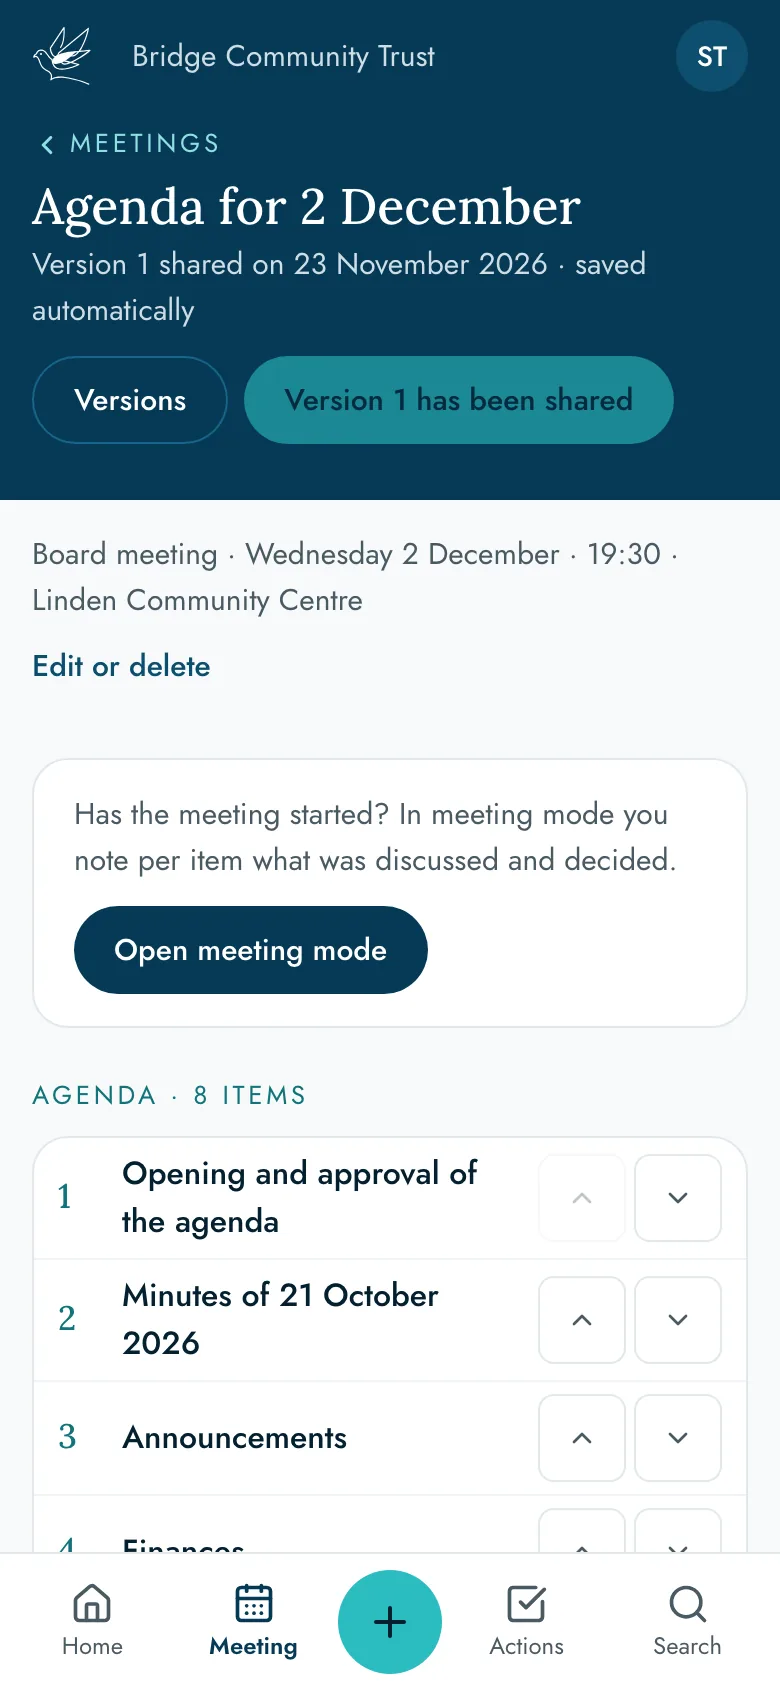 Bridge Community Trust
ST
MEETINGS
Agenda for 2 December
Version 1 shared on 23 November 2026 · saved
automatically
Versions
Version 1 has been shared
Board meeting · Wednesday 2 December · 19:30 ·
Linden Community Centre
Edit or delete
Has the meeting started? In meeting mode you
note per item what was discussed and decided.
Open meeting mode
AGENDA · 8 ITEMS
1
Opening and approval of
the agenda
2
Minutes of 21 October
2026
3
Announcements
4
Finances
Home
Meeting
Actions
Search